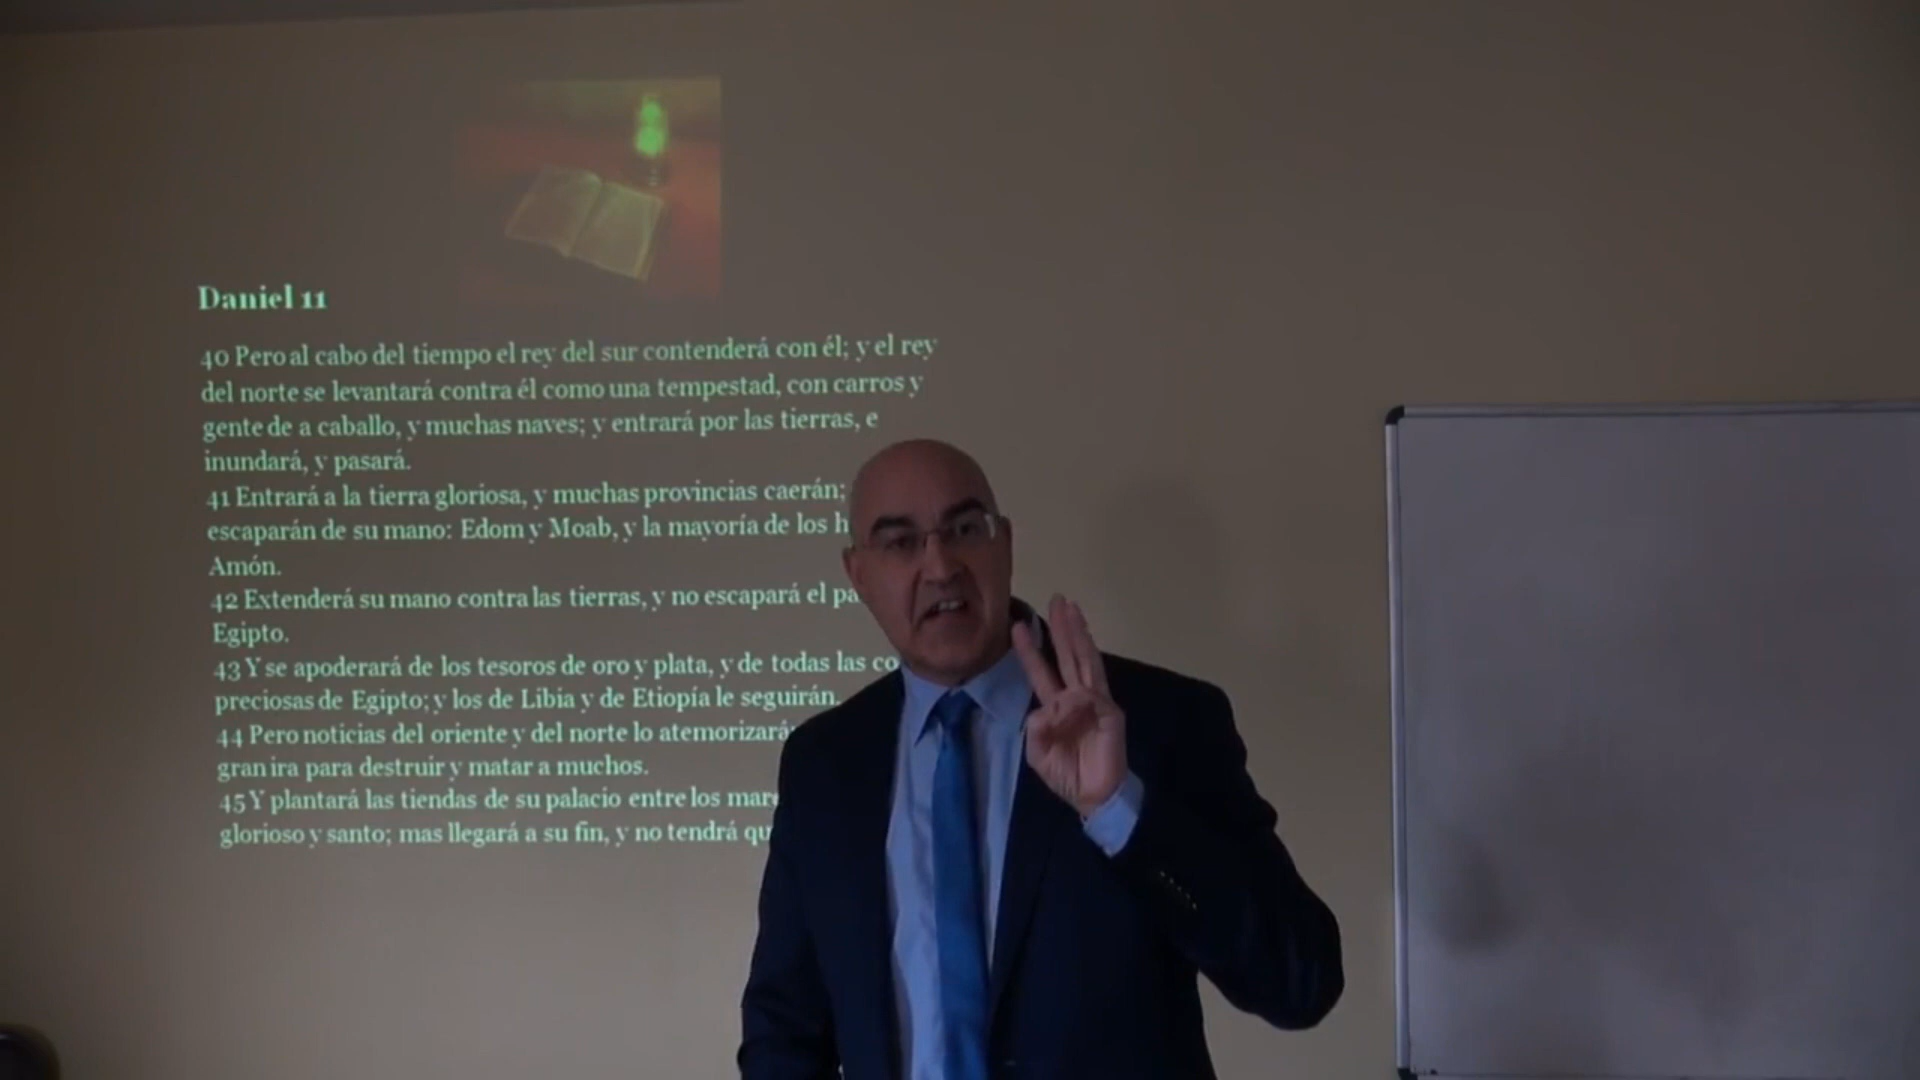 Daniel 11
40 Pero al cabo del tiempo el rey del sur contenderá con él; y el rey
del norte se levantará contra él como una tempestad, con carros y
gente de a caballo, y muchas naves; y entrará por las tierras, e
inundará, y pasará.
41 Entrará a la tierra gloriosa, y muchas provincias caerán;
escaparán de su mano: Edom y Moab, y la mayoría de los h
Amón.
42 Extenderá su mano contra las tierras, y no escapará el pa
Egipto.
43 Y se apoderará de los tesoros de oro y plata, y de todas las co
preciosas de Egipto; y los de Libia y de Etiopía le seguirán.
44 Pero noticias del oriente y del norte lo atemorizará
gran ira para destruir y matar a muchos.
45 Y plantará las tiendas de su palacio entre los mare
glorioso y santo; mas llegará a su fin, y no tendrá qu